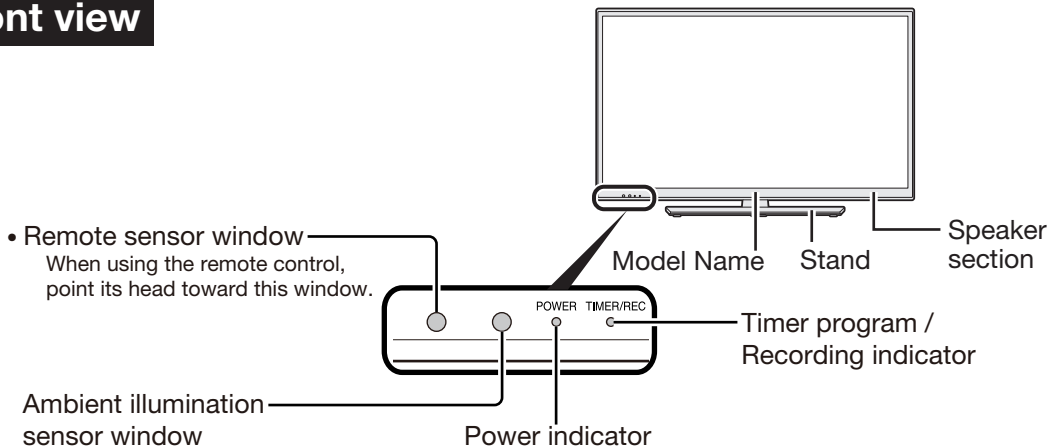 ont view
Speaker
section
Model Name
Stand
• Remote sensor window
When using the remote control,
point its head toward this window.
POWER TIMER/REC
Timer program /
Recording indicator
Ambient illumination
sensor window
Power indicator